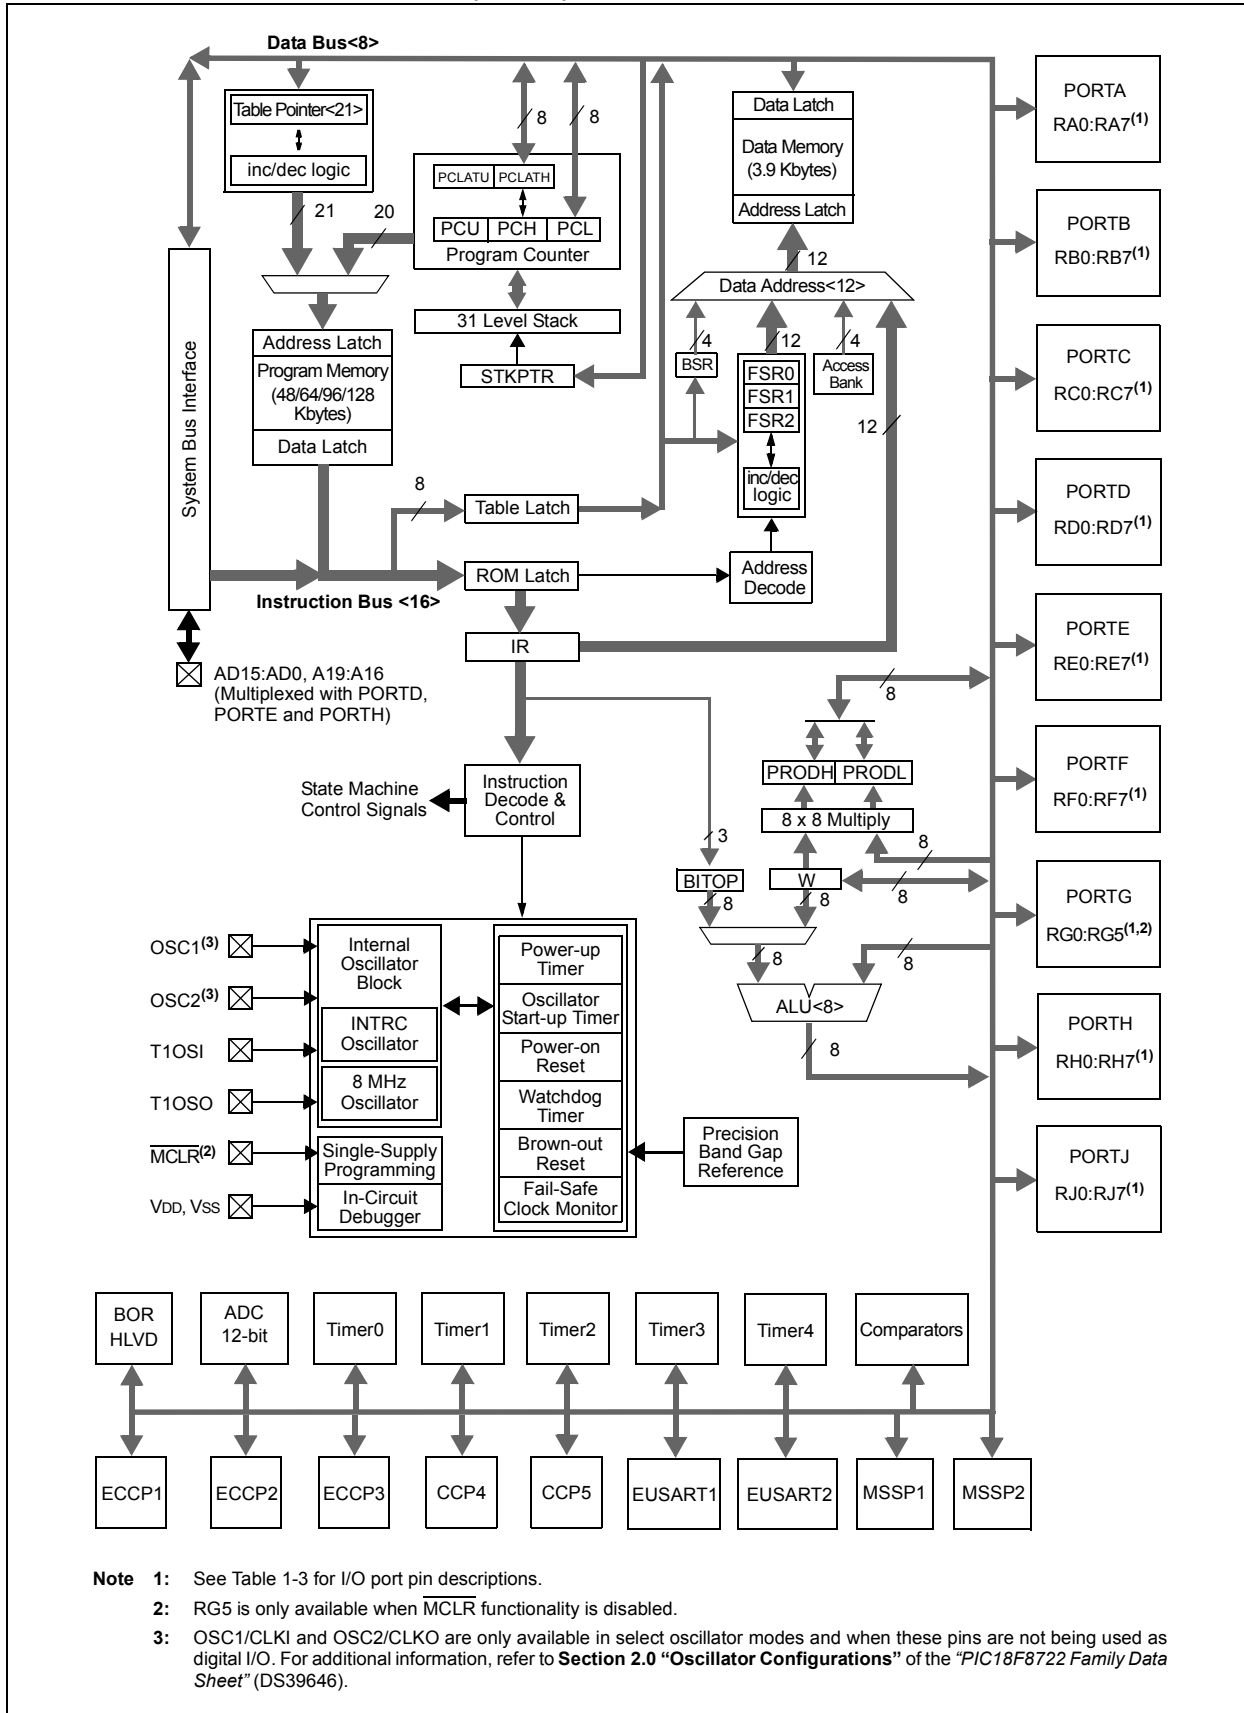 Data Bus<8>
Table Pointer<21>
inc/dec logic
21
20
8
8
PCLATU PCLATH
PCU PCH PCL
Program Counter
31 Level Stack
STKPTR
Data Latch
Data Memory
(3.9 Kbytes)
Address Latch
12
Data Address<12>
4
12
4
BSR
FSR0
FSR1
FSR2
inc/dec
logic
Access
Bank
12
Address
Decode
System Bus Interface
Address Latch
Program Memory
(48/64/96/128
Kbytes)
Data Latch
8
Table Latch
ROM Latch
Instruction Bus <16>
IR
AD15:AD0, A19:A16
(Multiplexed with PORTD,
PORTE and PORTH)
State Machine
Control Signals
Instruction
Decode &
Control
8
PRODH PRODL
8 x 8 Multiply
3
8
BITOP
W
8
8
8
8
8
ALU<8>
8
OSC1(3)
OSC2(3)
T1OSI
T1OSO
MCLR(2)
VDD, VSS
Internal
Oscillator
Block
INTRC
Oscillator
8 MHz
Oscillator
Single-Supply
Programming
In-Circuit
Debugger
Power-up
Timer
Oscillator
Start-up Timer
Power-on
Reset
Watchdog
Timer
Brown-out
Reset
Fail-Safe
Clock Monitor
Precision
Band Gap
Reference
PORTA
RA0:RA7(1)
PORTB
RB0:RB7(1)
PORTC
RC0:RC7(1)
PORTD
RD0:RD7(1)
PORTE
RE0:RE7(1)
PORTF
RF0:RF7(1)
PORTG
RG0:RG5(1,2)
PORTH
RH0:RH7(1)
PORTJ
RJ0:RJ7(1)
BOR
HLVD
ADC
12-bit
Timer0
Timer1
Timer2
Timer3
Timer4
Comparators
ECCP1
ECCP2
ECCP3
CCP4
CCP5
EUSART1
EUSART2
MSSP1
MSSP2
Note 1: See Table 1-3 for I/O port pin descriptions.
2: RG5 is only available when MCLR functionality is disabled.
3: OSC1/CLKI and OSC2/CLKO are only available in select oscillator modes and when these pins are not being used as
digital I/O. For additional information, refer to Section 2.0 “Oscillator Configurations” of the “PIC18F8722 Family Data
Sheet” (DS39646).